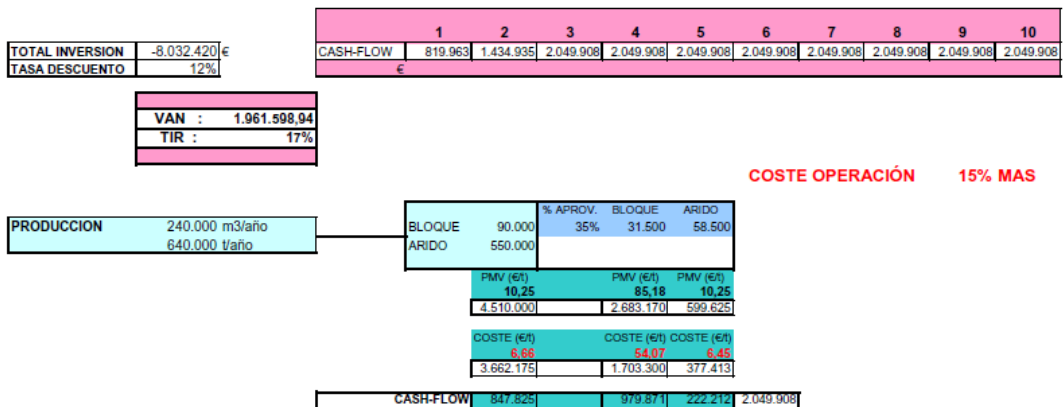 1 2 3 4 5 6 7 8 9 10
TOTAL INVERSION -8.032.420 € CASH-FLOW 819.963 1.434.935 2.049.908 2.049.908 2.049.908 2.049.908 2.049.908 2.049.908 2.049.908 2.049.908
TASA DESCUENTO 12% €
VAN : 1.961.598,94
TIR : 17%
COSTE OPERACIÓN 15% MAS
% APROV. BLOQUE ARIDO
PRODUCCION 240.000 m3/año BLOQUE 90.000 35% 31.500 58.500
640.000 t/año ARIDO 550.000
PMV (€/t) PMV (€/t) PMV (€/t)
10,25 85,18 10,25
4.510.000 2.683.170 599.625
COSTE (€/t) COSTE (€/t) COSTE (€/t)
6,66 54,07 6,45
3.662.175 1.703.300 377.413
CASH-FLOW 847.825 979.871 222.212 2.049.908